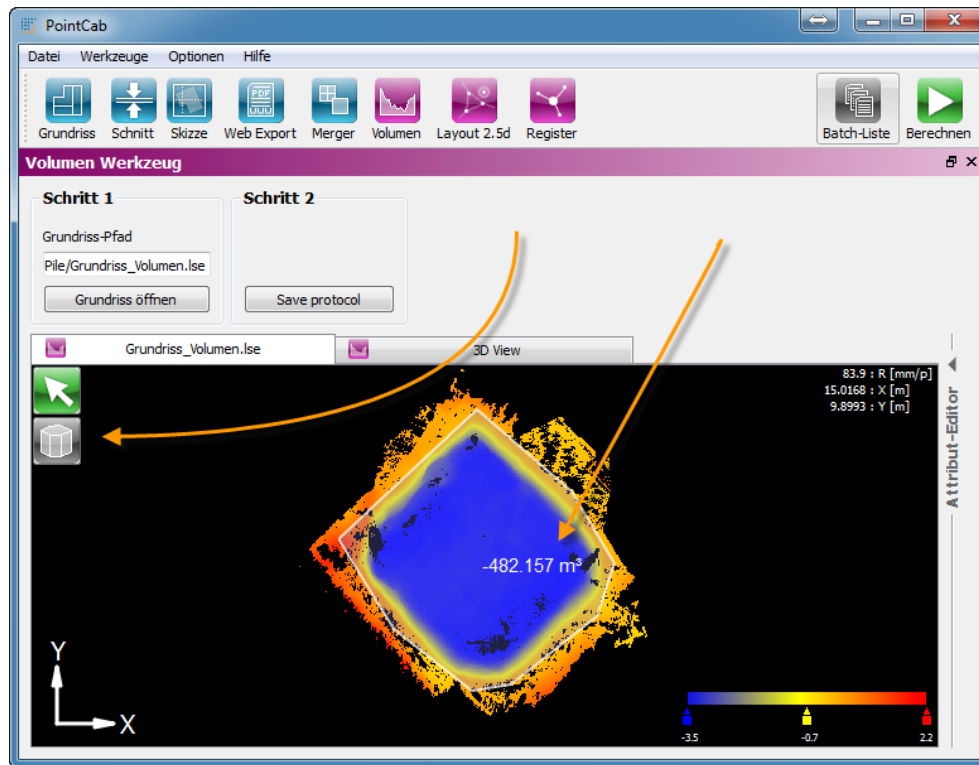 PointCab
Datei Werkzeuge Optionen Hilfe
PDF
Grundriss Schnitt Skizze Web Export Merger Volumen Layout 2.5d Register Batch-Liste Berechnen
Volumen Werkzeug
Schritt 1 Schritt 2
Grundriss-Pfad
Pile/Grundriss_Volumen.lse
Grundriss öffnen Save protocol
Grundriss_Volumen.lse 3D View
83.9 : R [mm/p]
15.0168 : X [m]
9.8993 : Y [m]
Attribut-Editor
-482.157 m³
Y
X
-3.5 -0.7 2.2